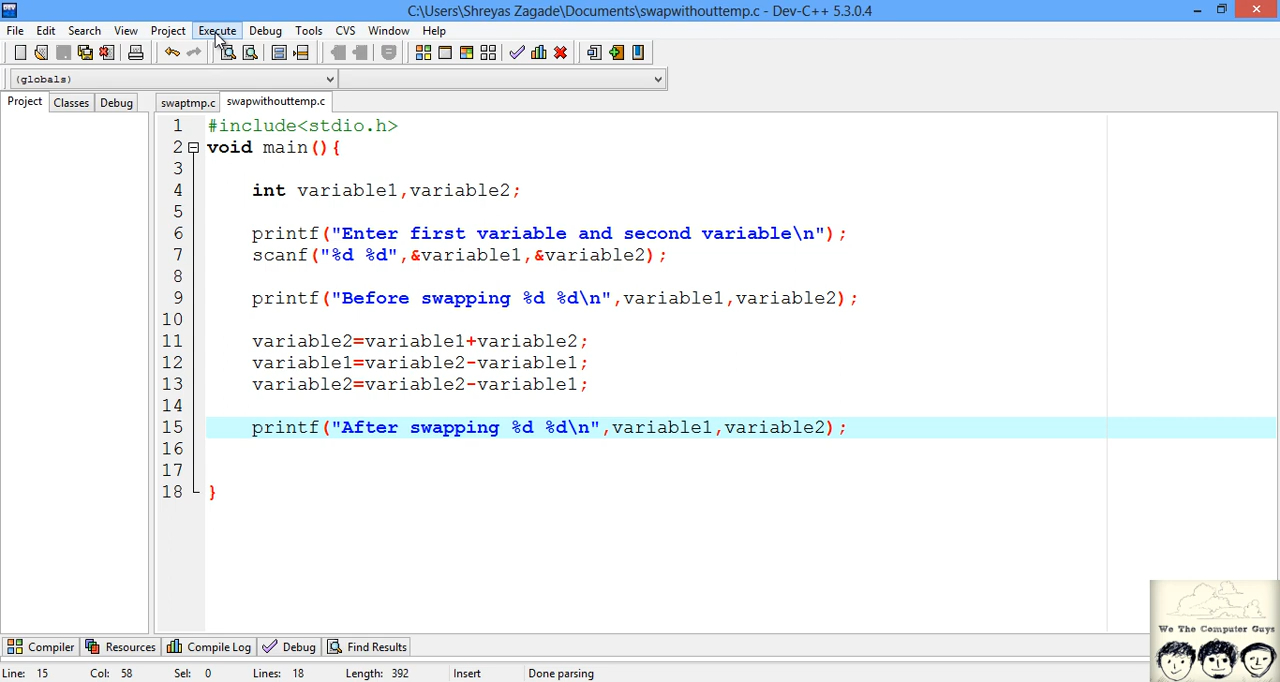 C:\Users\Shreyas Zagade\Documents\swapwithouttemp.c - Dev-C++ 5.3.0.4
File Edit Search View Project Execute Debug Tools CVS Window Help
(globals)
Project Classes Debug swaptmp.c swapwithouttemp.c
1 #include<stdio.h>
2 void main(){
3
4 int variable1,variable2;
5
6 printf("Enter first variable and second variable\n");
7 scanf("%d %d",&variable1,&variable2);
8
9 printf("Before swapping %d %d\n",variable1,variable2);
10
11 variable2=variable1+variable2;
12 variable1=variable2-variable1;
13 variable2=variable2-variable1;
14
15 printf("After swapping %d %d\n",variable1,variable2);
16
17
18 }
We The Computer Guys
Compiler Resources Compile Log Debug Find Results
Line: 15 Col: 58 Sel: 0 Lines: 18 Length: 392 Insert Done parsing